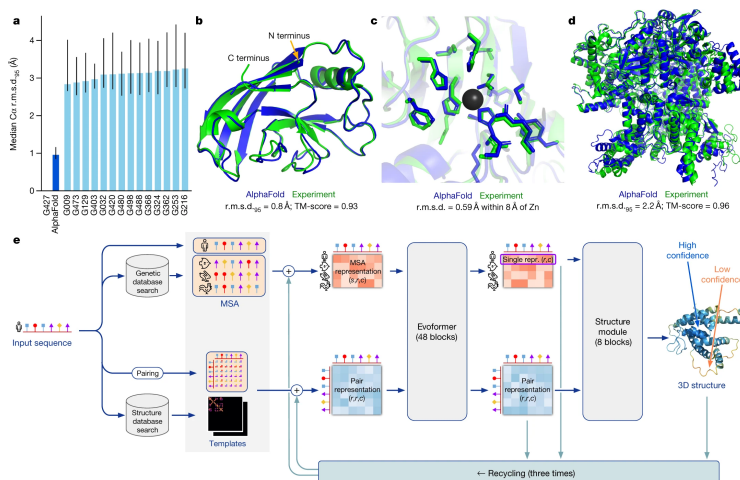 a
Median Cα r.m.s.d.95 (Å)
4
3
2
1
0
G427
AlphaFold
G009
G473
G129
G403
G032
G420
G480
G498
G488
G368
G324
G362
G253
G216
b
N terminus
C terminus
AlphaFold Experiment
r.m.s.d.95 = 0.8 Å; TM-score = 0.93
c
AlphaFold Experiment
r.m.s.d. = 0.59 Å within 8 Å of Zn
d
AlphaFold Experiment
r.m.s.d.95 = 2.2 Å; TM-score = 0.96
e
Input sequence
Genetic
database
search
MSA
Pairing
Structure
database
search
Templates
MSA
representation
(s,r,c)
Pair
representation
(r,r,c)
Evoformer
(48 blocks)
Single repr. (r,c)
Pair
representation
(r,r,c)
Structure
module
(8 blocks)
High
confidence
Low
confidence
3D structure
← Recycling (three times)